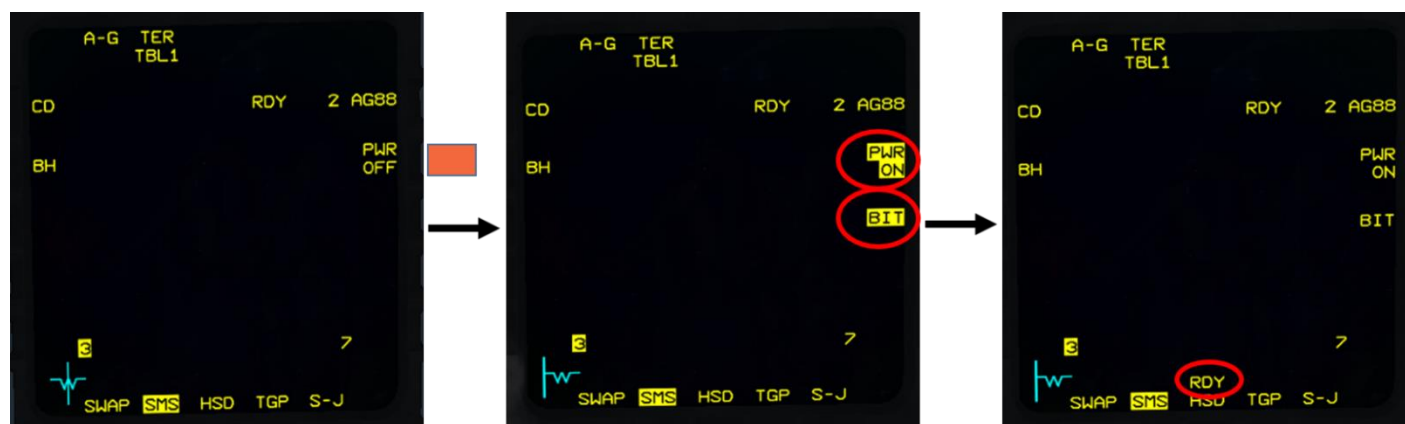 A-G TER
TBL1
CD RDY 2 AG88
BH PWR
OFF
3 7
SWAP SMS HSD TGP S-J
A-G TER
TBL1
CD RDY 2 AG88
BH PWR
ON
BIT
3 7
SWAP SMS HSD TGP S-J
A-G TER
TBL1
CD RDY 2 AG88
BH PWR
ON
BIT
3 7
RDY
SWAP SMS HSD TGP S-J